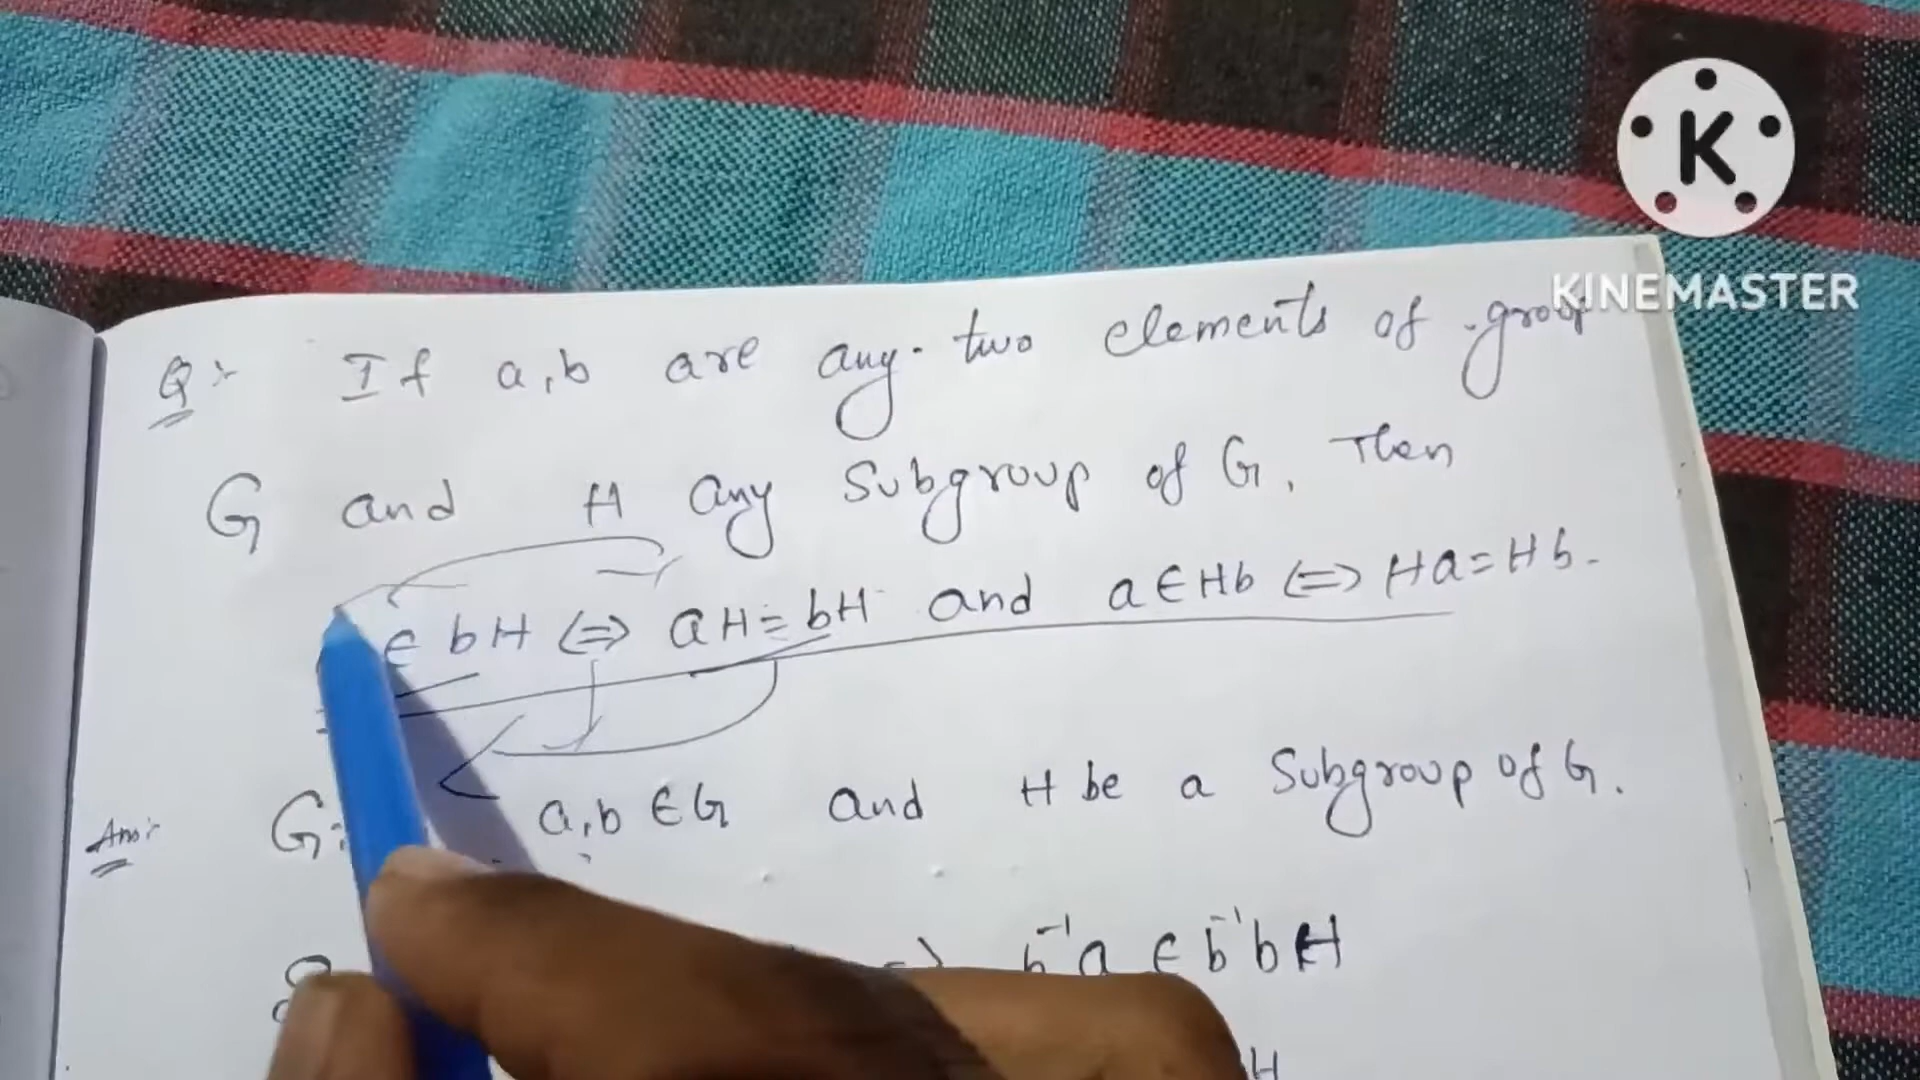 K
KINEMASTER
Q:- If a,b are any two elements of group
G and H any Subgroup of G, Then
∈ bH ⇔ aH=bH and a∈Hb ⇔ Ha=Hb.
Ans:- G: a,b ∈G and H be a Subgroup of G.
b⁻¹a ∈ b⁻¹bH
H